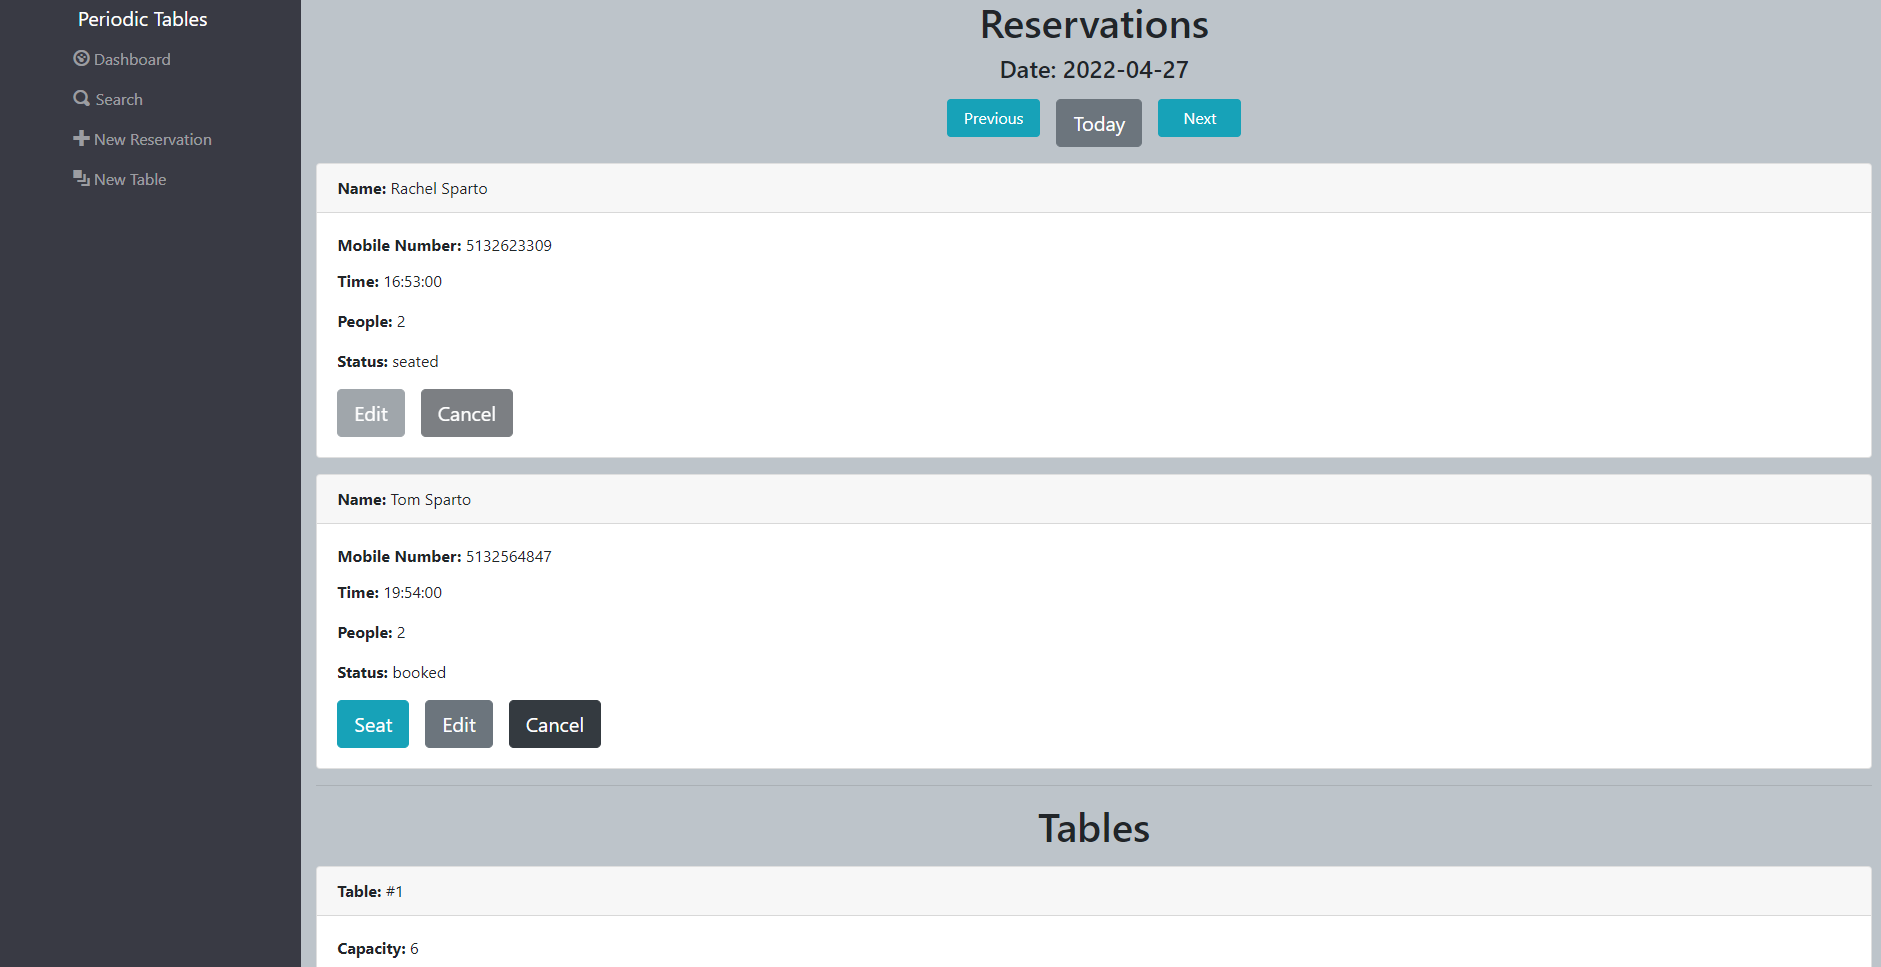 Periodic Tables
Dashboard
Search
New Reservation
New Table
Reservations
Date: 2022-04-27
Previous Today Next
Name: Rachel Sparto
Mobile Number: 5132623309
Time: 16:53:00
People: 2
Status: seated
Edit Cancel
Name: Tom Sparto
Mobile Number: 5132564847
Time: 19:54:00
People: 2
Status: booked
Seat Edit Cancel
Tables
Table: #1
Capacity: 6